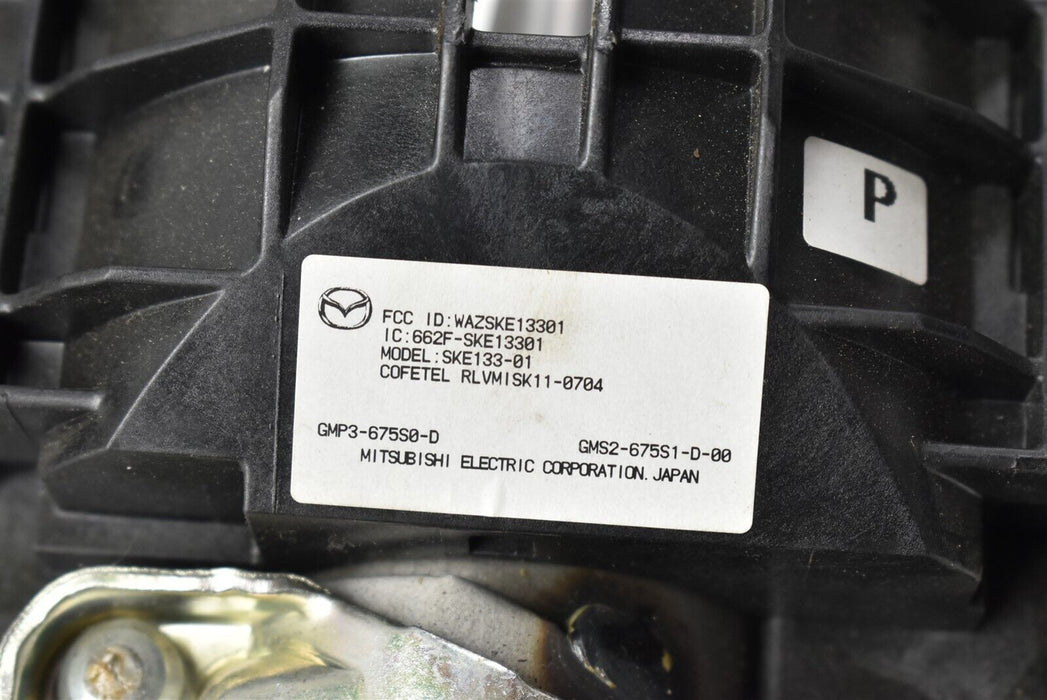 P
FCC ID:WAZSKE13301
IC:662F-SKE13301
MODEL:SKE133-01
COFETEL RLVMISK11-0704
GMP3-675S0-D
GMS2-675S1-D-00
MITSUBISHI ELECTRIC CORPORATION.JAPAN